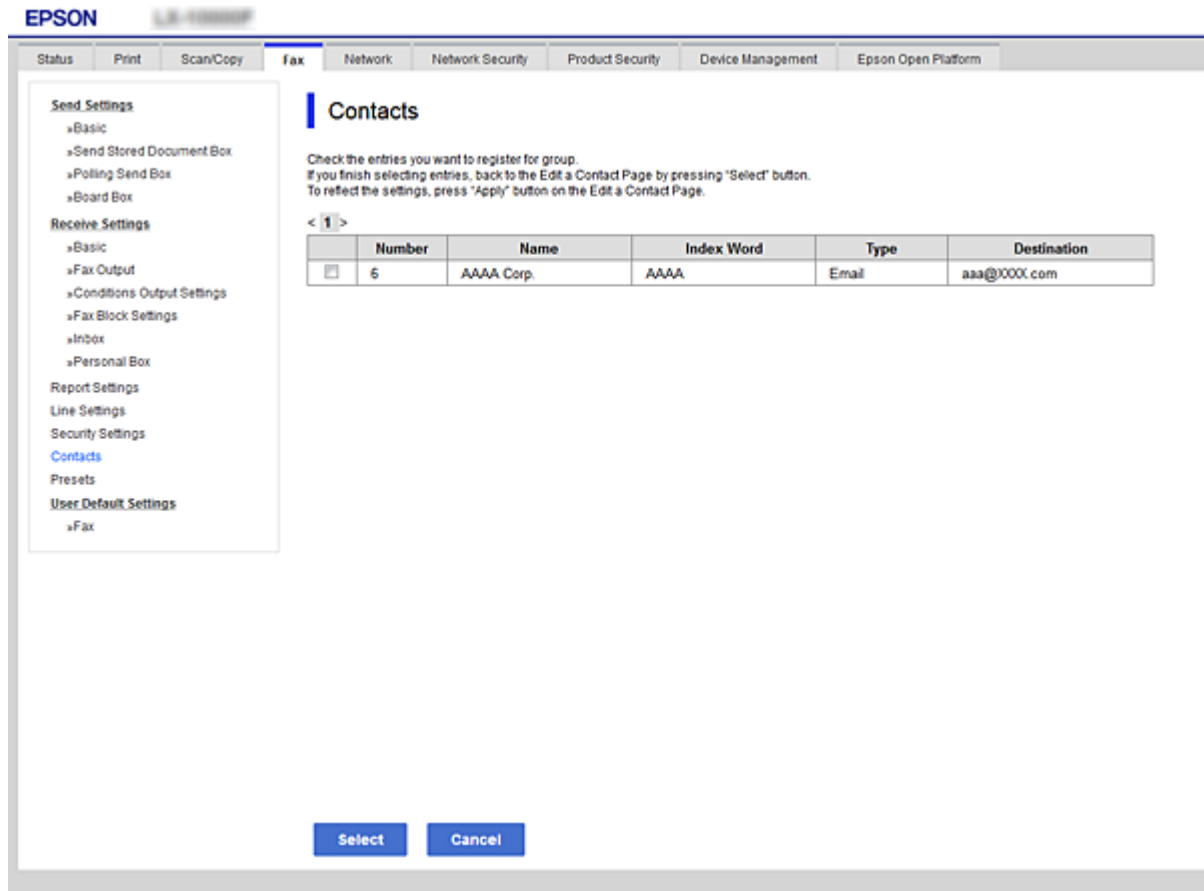 EPSON
Status Print Scan/Copy Fax Network Network Security Product Security Device Management Epson Open Platform
Send Settings
»Basic
»Send Stored Document Box
»Polling Send Box
»Board Box
Receive Settings
»Basic
»Fax Output
»Conditions Output Settings
»Fax Block Settings
»Inbox
»Personal Box
Report Settings
Line Settings
Security Settings
Contacts
Presets
User Default Settings
»Fax
Contacts
Check the entries you want to register for group.
If you finish selecting entries, back to the Edit a Contact Page by pressing "Select" button.
To reflect the settings, press "Apply" button on the Edit a Contact Page.
< 1 >
Number Name Index Word Type Destination
6 AAAA Corp. AAAA Email aaa@XXXX.com
Select Cancel